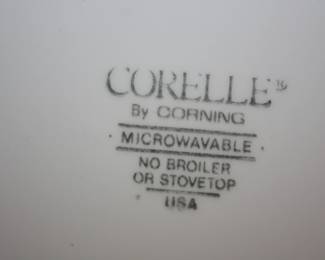 CORELLE®
By CORNING
· MICROWAVABLE ·
NO BROILER
OR STOVETOP
USA